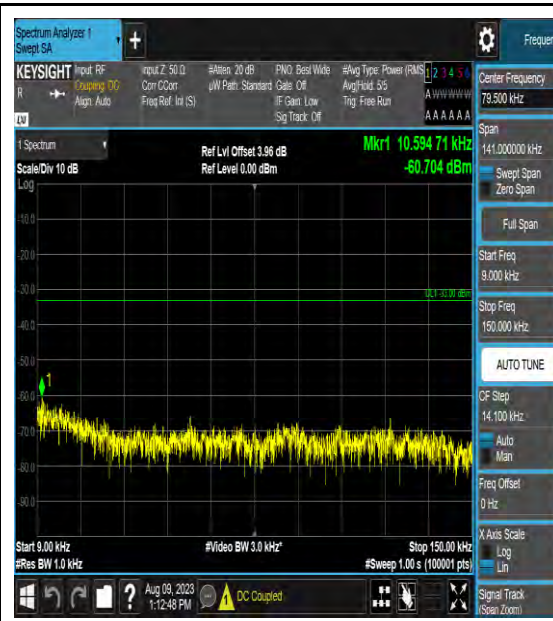 Spectrum Analyzer 1
Swept SA
Frequen
KEYSIGHT
R
Input: RF
Coupling: DC
Align: Auto
Input Z: 50 Ω
Corr CCorr
Freq Ref: Int (S)
#Atten: 20 dB
µW Path: Standard
PNO: Best Wide
Gate: Off
IF Gain: Low
Sig Track: Off
#Avg Type: Power (RMS
Avg|Hold: 5/5
Trig: Free Run
1 2 3 4 5 6
A W W W W W
A A A A A A
1 Spectrum
Scale/Div 10 dB
Log
Ref Lvl Offset 3.96 dB
Ref Level 0.00 dBm
Mkr1 10.594 71 kHz
-60.704 dBm
-10.0
-20.0
-30.0
-40.0
-50.0
-60.0
-70.0
-80.0
-90.0
1
Start 9.00 kHz
#Res BW 1.0 kHz
#Video BW 3.0 kHz*
Stop 150.00 kHz
#Sweep 1.00 s (100001 pts)
Center Frequency
79.500 kHz
Span
141.000000 kHz
Swept Span
Zero Span
Full Span
Start Freq
9.000 kHz
Stop Freq
150.000 kHz
AUTO TUNE
CF Step
14.100 kHz
Auto
Man
Freq Offset
0 Hz
X Axis Scale
Log
Lin
Signal Track
(Span Zoom)
?
Aug 09, 2023
1:12:48 PM
DC Coupled